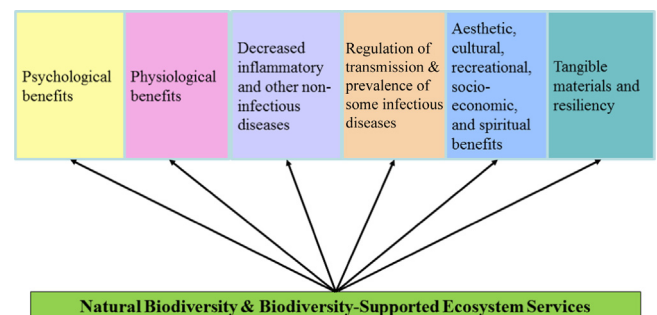 Psychological
benefits
Physiological
benefits
Decreased
inflammatory
and other non-
infectious
diseases
Regulation of
transmission &
prevalence of
some infectious
diseases
Aesthetic,
cultural,
recreational,
socio-
economic,
and spiritual
benefits
Tangible
materials and
resiliency
Natural Biodiversity & Biodiversity-Supported Ecosystem Services